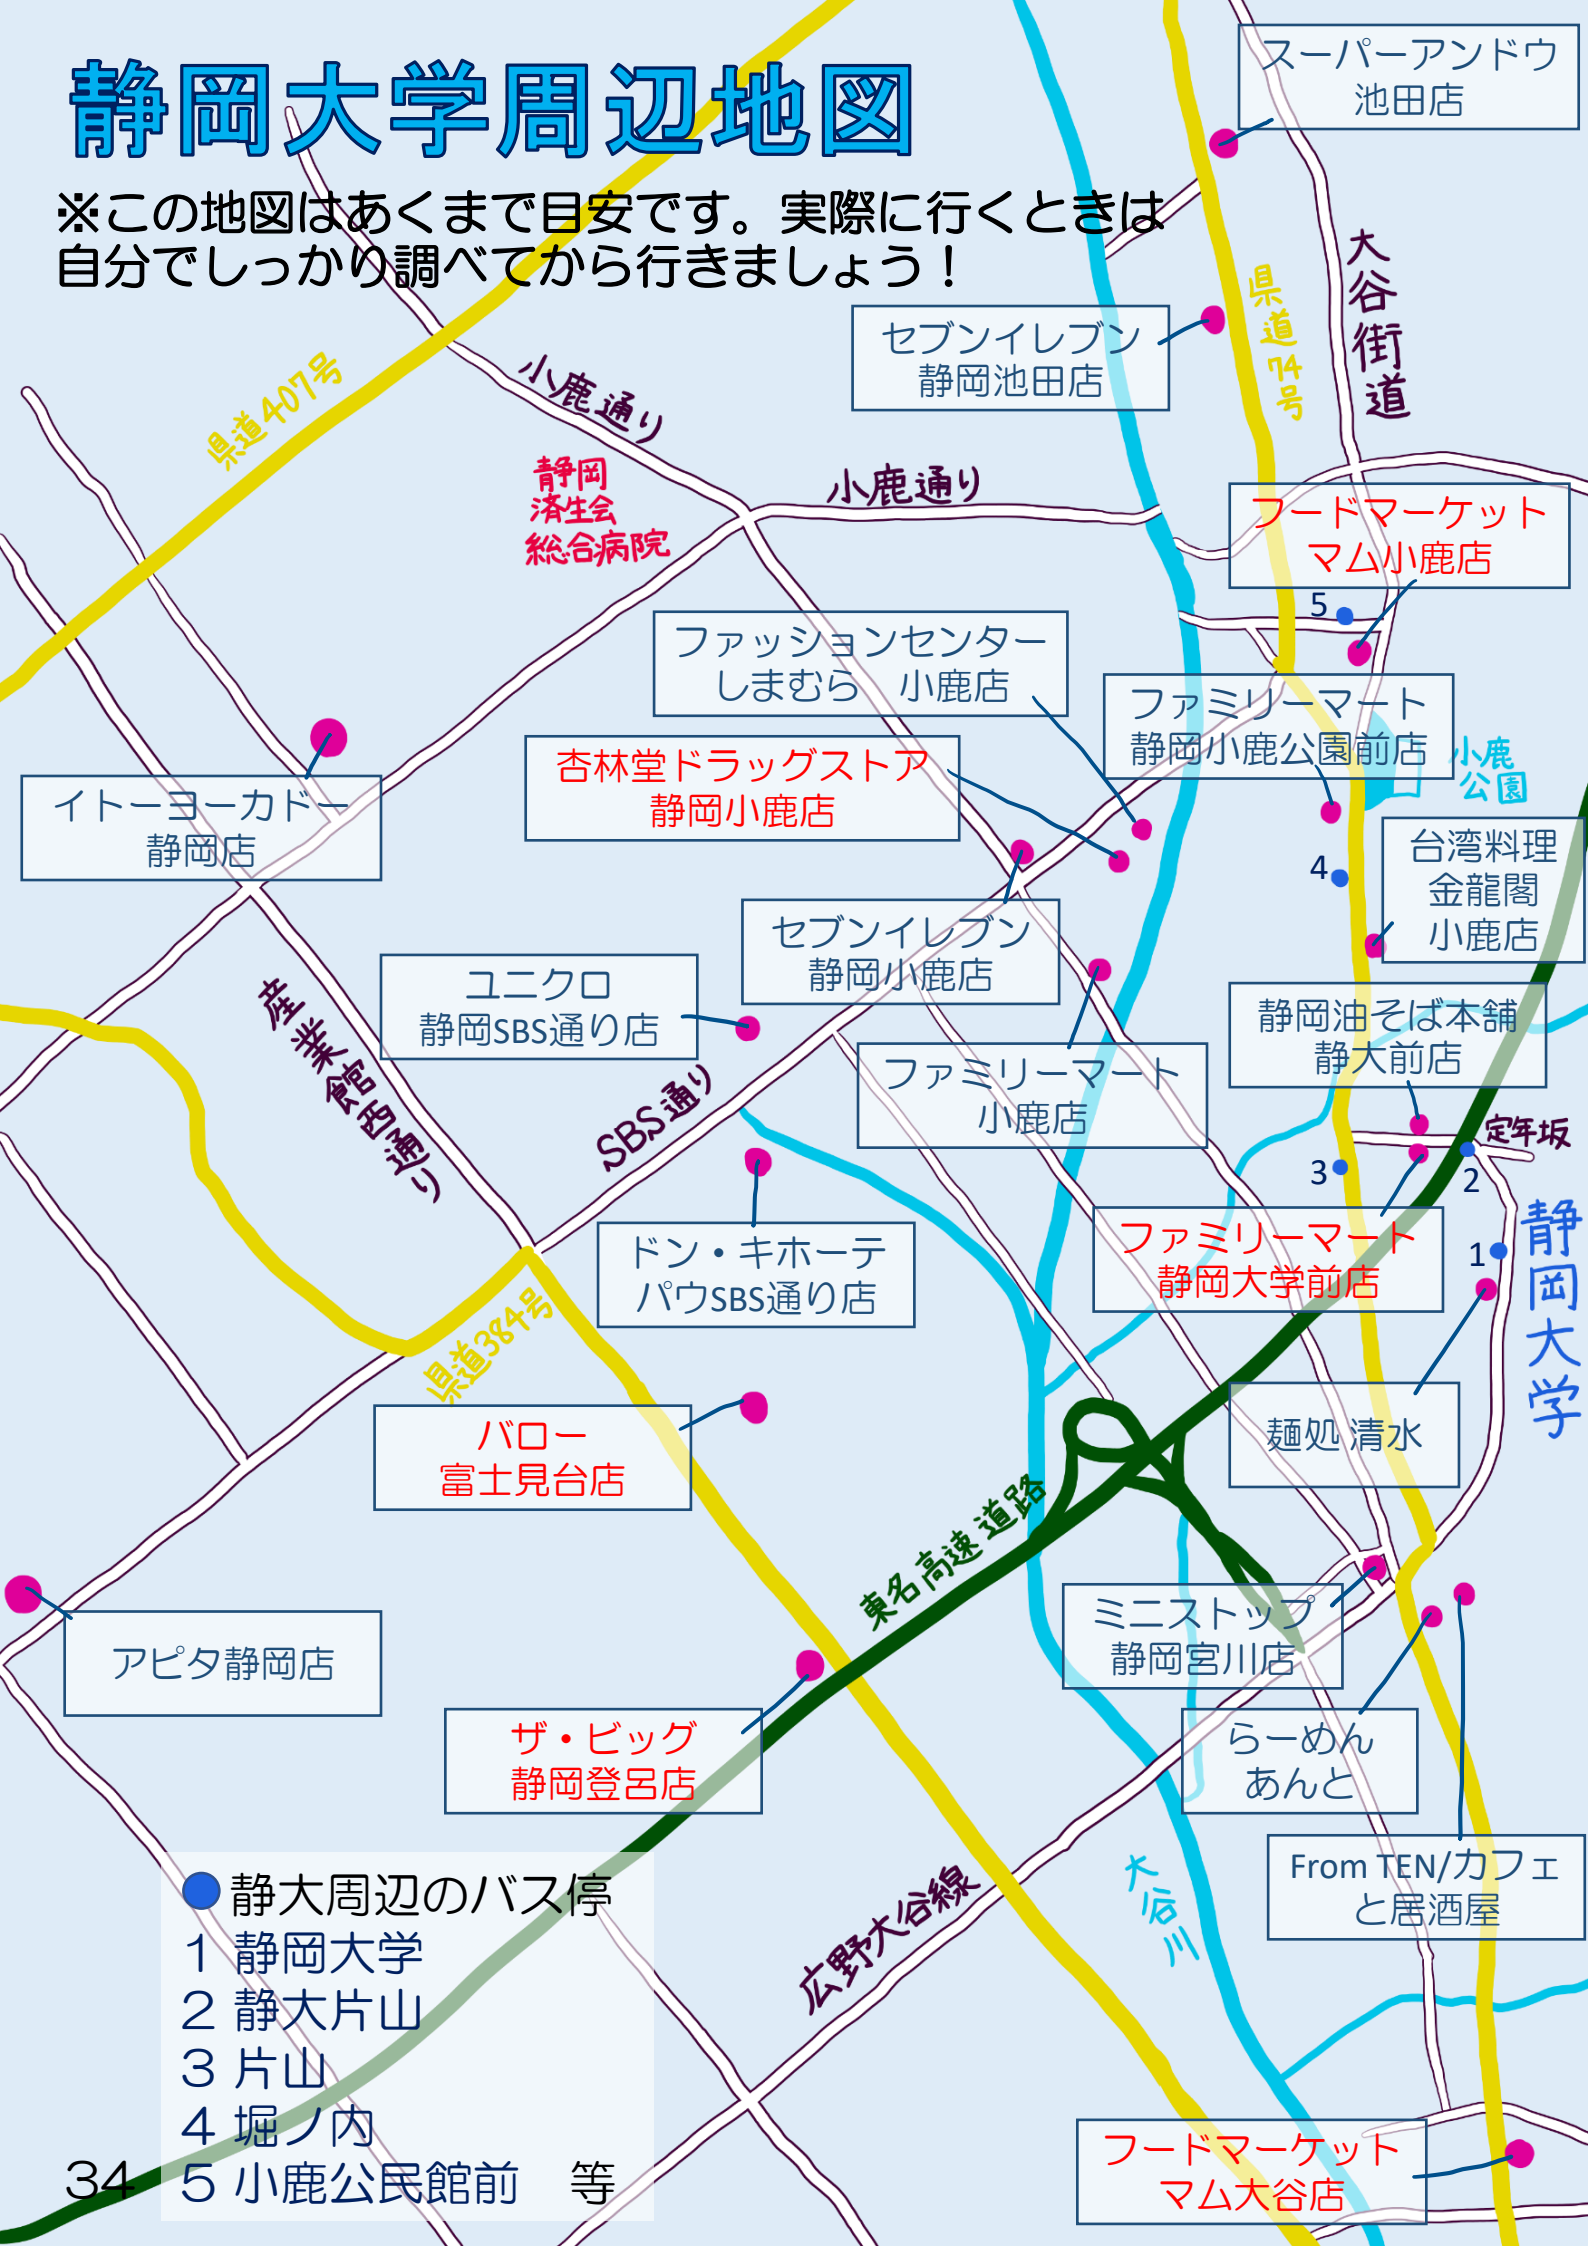 静岡大学周辺地図
※この地図はあくまで目安です。実際に行くときは
自分でしっかり調べてから行きましょう！
スーパーアンドウ
池田店
大谷街道
県道74号
セブンイレブン
静岡池田店
県道407号
小鹿通り
静岡
済生会
総合病院
小鹿通り
フードマーケット
マム小鹿店
5
ファッションセンター
しまむら　小鹿店
ファミリーマート
静岡小鹿公園前店
小鹿
公園
杏林堂ドラッグストア
静岡小鹿店
イトーヨーカドー
静岡店
4
台湾料理
金龍閣
小鹿店
セブンイレブン
静岡小鹿店
ユニクロ
静岡SBS通り店
産業館西通り
SBS通り
ファミリーマート
小鹿店
静岡油そば本舗
静大前店
定年坂
3
2
ファミリーマート
静岡大学前店
1
静岡大学
ドン・キホーテ
パウSBS通り店
県道384号
バロー
富士見台店
麺処 清水
東名高速道路
ミニストップ
静岡宮川店
アピタ静岡店
ザ・ビッグ
静岡登呂店
らーめん
あんと
From TEN/カフェ
と居酒屋
大谷川
広野大谷線
静大周辺のバス停
1 静岡大学
2 静大片山
3 片山
4 堀ノ内
5 小鹿公民館前　等
フードマーケット
マム大谷店
34